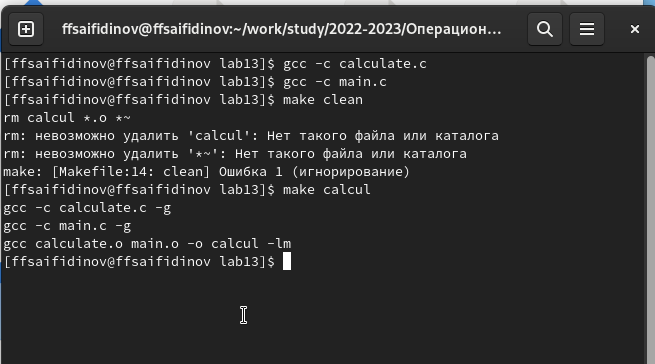 ffsaifidinov@ffsaifidinov:~/work/study/2022-2023/Операцион…
[ffsaifidinov@ffsaifidinov lab13]$ gcc -c calculate.c
[ffsaifidinov@ffsaifidinov lab13]$ gcc -c main.c
[ffsaifidinov@ffsaifidinov lab13]$ make clean
rm calcul *.o *~
rm: невозможно удалить 'calcul': Нет такого файла или каталога
rm: невозможно удалить '*~': Нет такого файла или каталога
make: [Makefile:14: clean] Ошибка 1 (игнорирование)
[ffsaifidinov@ffsaifidinov lab13]$ make calcul
gcc -c calculate.c -g
gcc -c main.c -g
gcc calculate.o main.o -o calcul -lm
[ffsaifidinov@ffsaifidinov lab13]$